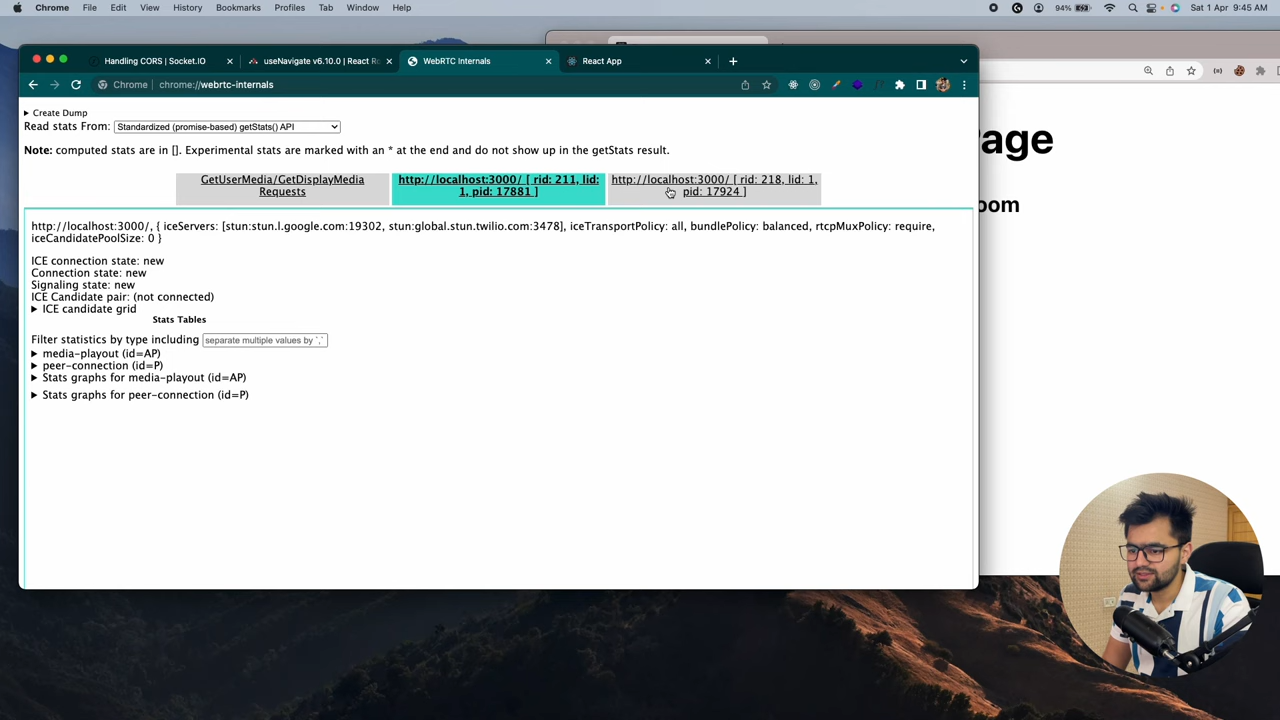 Chrome File Edit View History Bookmarks Profiles Tab Window Help 94% Sat 1 Apr 9:45 AM
Handling CORS | Socket.IO useNavigate v6.10.0 | React Ro WebRTC Internals React App
Chrome | chrome://webrtc-internals
Create Dump
Read stats From: Standardized (promise-based) getStats() API
Note: computed stats are in []. Experimental stats are marked with an * at the end and do not show up in the getStats result.
GetUserMedia/GetDisplayMedia Requests
http://localhost:3000/ [ rid: 211, lid: 1, pid: 17881 ]
http://localhost:3000/ [ rid: 218, lid: 1, pid: 17924 ]
http://localhost:3000/, { iceServers: [stun:stun.l.google.com:19302, stun:global.stun.twilio.com:3478], iceTransportPolicy: all, bundlePolicy: balanced, rtcpMuxPolicy: require,
iceCandidatePoolSize: 0 }
ICE connection state: new
Connection state: new
Signaling state: new
ICE Candidate pair: (not connected)
ICE candidate grid
Stats Tables
Filter statistics by type including separate multiple values by `,`
media-playout (id=AP)
peer-connection (id=P)
Stats graphs for media-playout (id=AP)
Stats graphs for peer-connection (id=P)
Page
oom